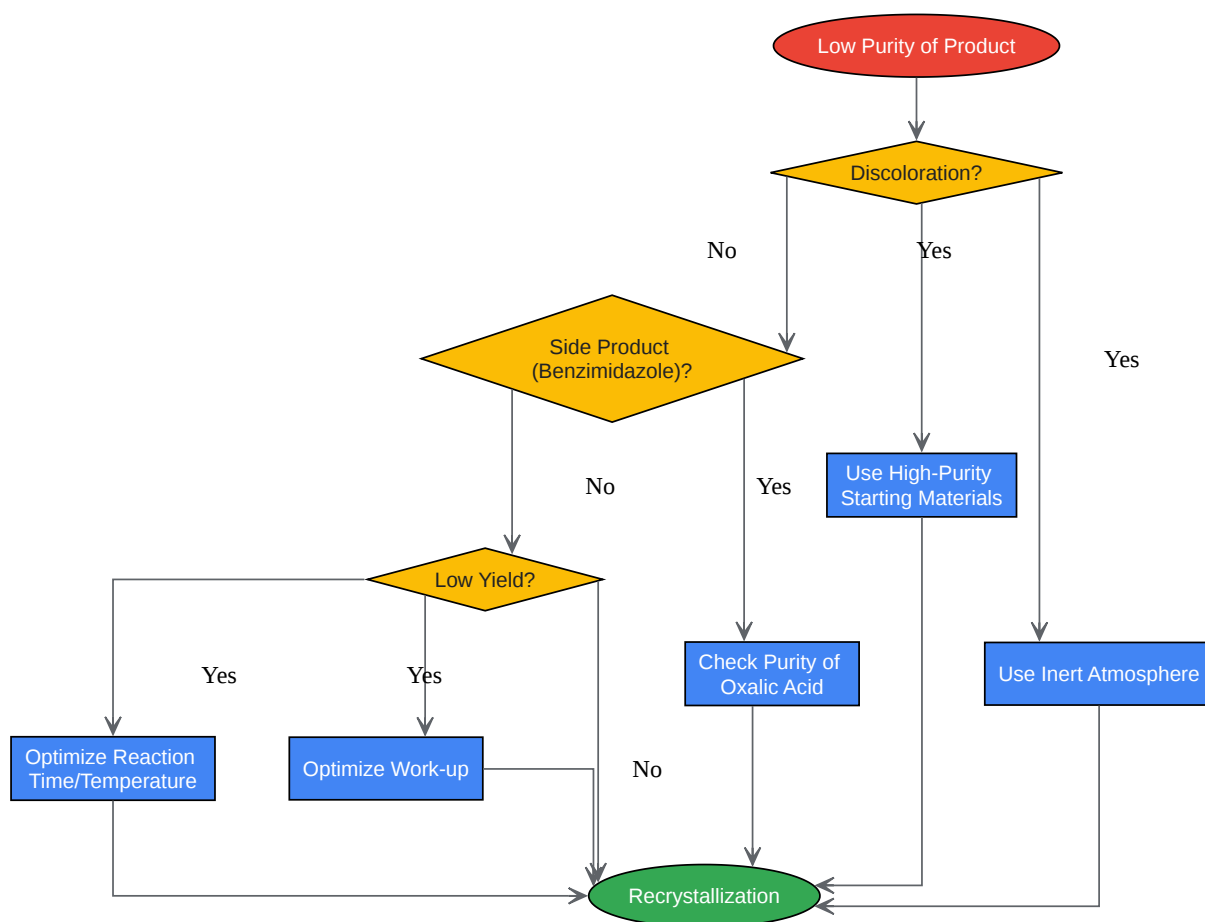 Low Purity of Product
Discoloration?
No
Yes
Side Product
(Benzimidazole)?
Yes
Use High-Purity
Starting Materials
No
Yes
Low Yield?
Check Purity of
Oxalic Acid
Use Inert Atmosphere
Yes
Yes
Optimize Reaction
Time/Temperature
Optimize Work-up
No
Recrystallization